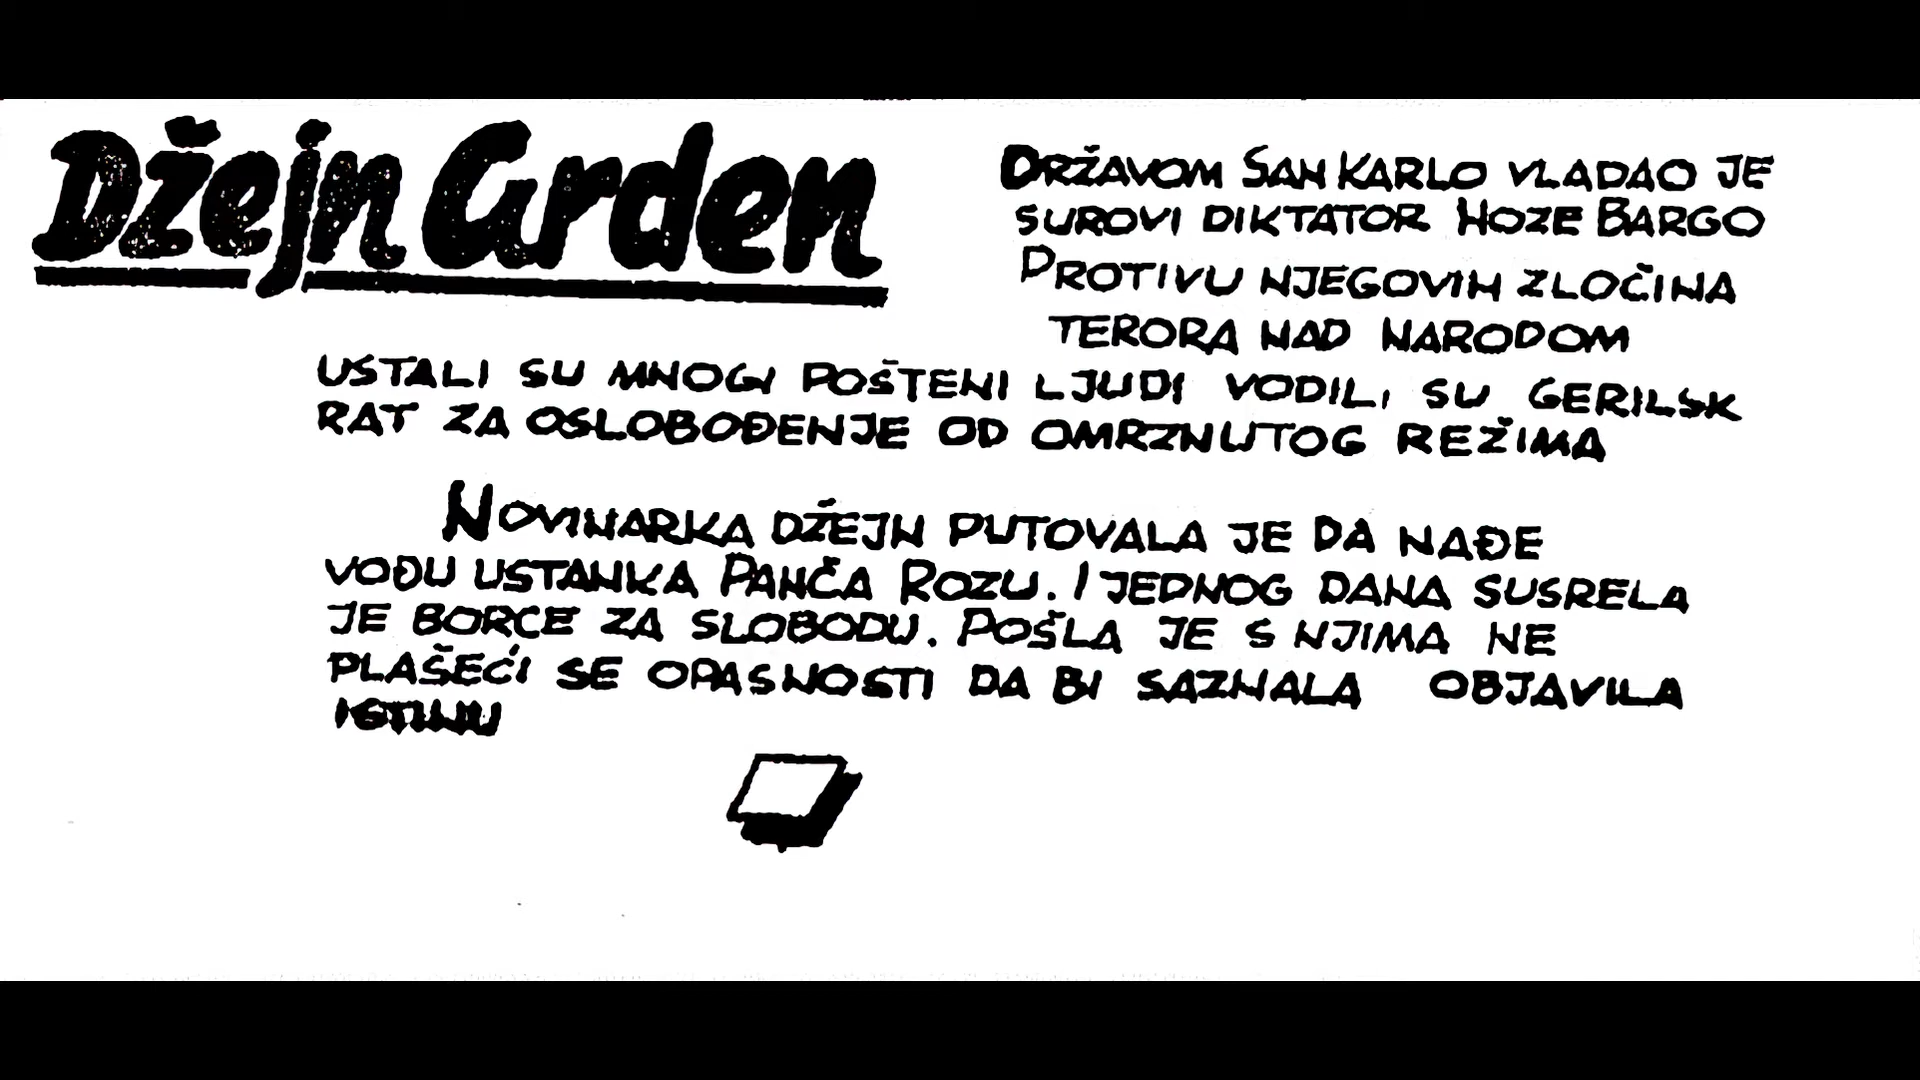 Džejn Grden
DRŽAVOM SAN KARLO VLADAO JE
SUROVI DIKTATOR HOZE BARGO
PROTIVU NJEGOVIH ZLOČINA
TERORA NAD NARODOM
USTALI SU MNOGI POŠTENI LJUDI VODILI SU GERILSK
RAT ZA OSLOBOĐENJE OD OMRZNUTOG REŽIMA
NOVINARKA DŽEJN PUTOVALA JE DA NAĐE
VOĐU USTANKA PANČA ROZU. I JEDNOG DANA SUSRELA
JE BORCE ZA SLOBODU. POŠLA JE S NJIMA NE
PLAŠEĆI SE OPASNOSTI DA BI SAZNALA OBJAVILA
ISTINU